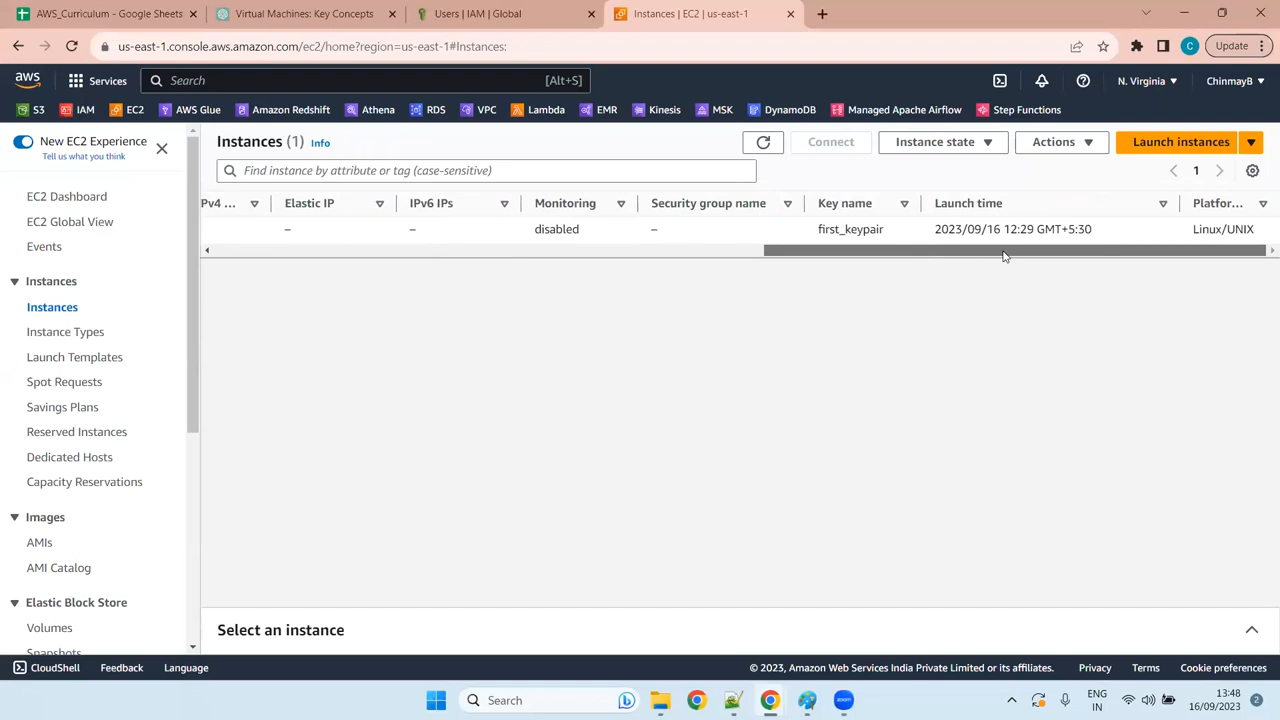 AWS_Curriculum - Google Sheets
Virtual Machines: Key Concepts
Users | IAM | Global
Instances | EC2 | us-east-1
us-east-1.console.aws.amazon.com/ec2/home?region=us-east-1#Instances:
C
Update
aws
Services
Search
[Alt+S]
N. Virginia
ChinmayB
S3
IAM
EC2
AWS Glue
Amazon Redshift
Athena
RDS
VPC
Lambda
EMR
Kinesis
MSK
DynamoDB
Managed Apache Airflow
Step Functions
New EC2 Experience
Tell us what you think
EC2 Dashboard
EC2 Global View
Events
Instances
Instances
Instance Types
Launch Templates
Spot Requests
Savings Plans
Reserved Instances
Dedicated Hosts
Capacity Reservations
Images
AMIs
AMI Catalog
Elastic Block Store
Volumes
Snapshots
Instances (1) Info
Connect
Instance state
Actions
Launch instances
Find instance by attribute or tag (case-sensitive)
1
Pv4 ... Elastic IP IPv6 IPs Monitoring Security group name Key name Launch time Platfor...
– – disabled – first_keypair 2023/09/16 12:29 GMT+5:30 Linux/UNIX
Select an instance
CloudShell
Feedback
Language
© 2023, Amazon Web Services India Private Limited or its affiliates.
Privacy
Terms
Cookie preferences
Search
zoom
ENG
IN
13:48
16/09/2023
2